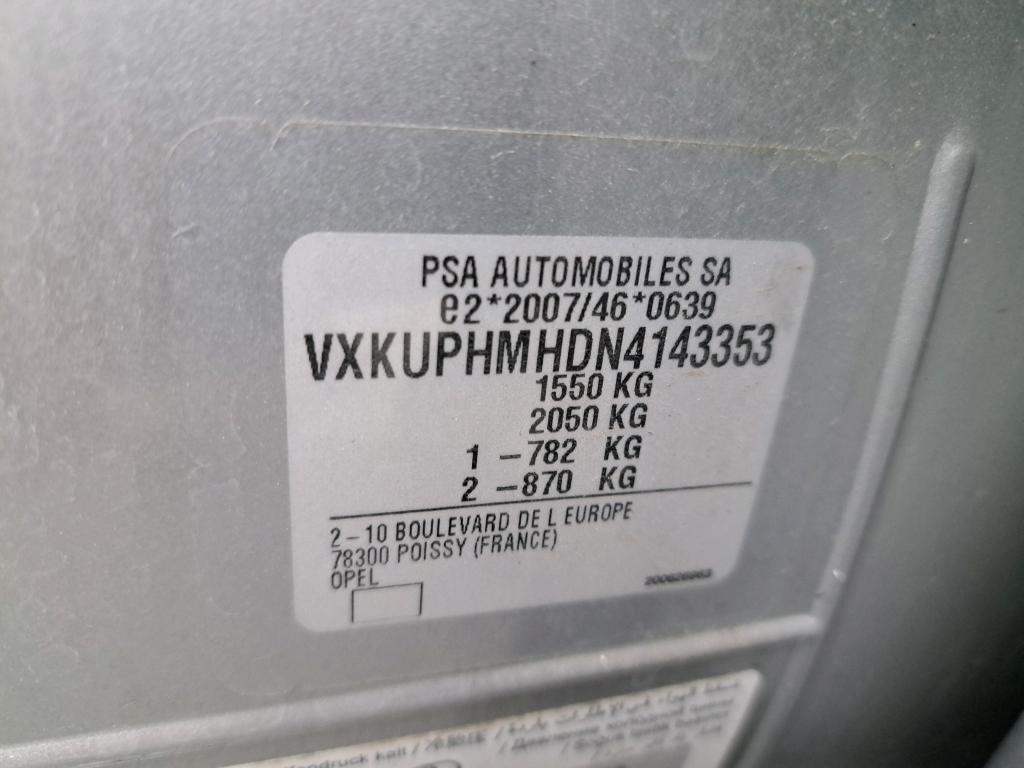 PSA AUTOMOBILES SA
e2*2007/46*0639
VXKUPHMHDN4143353
1550 KG
2050 KG
1 -782 KG
2 -870 KG
2-10 BOULEVARD DE L EUROPE
78300 POISSY (FRANCE)
OPEL